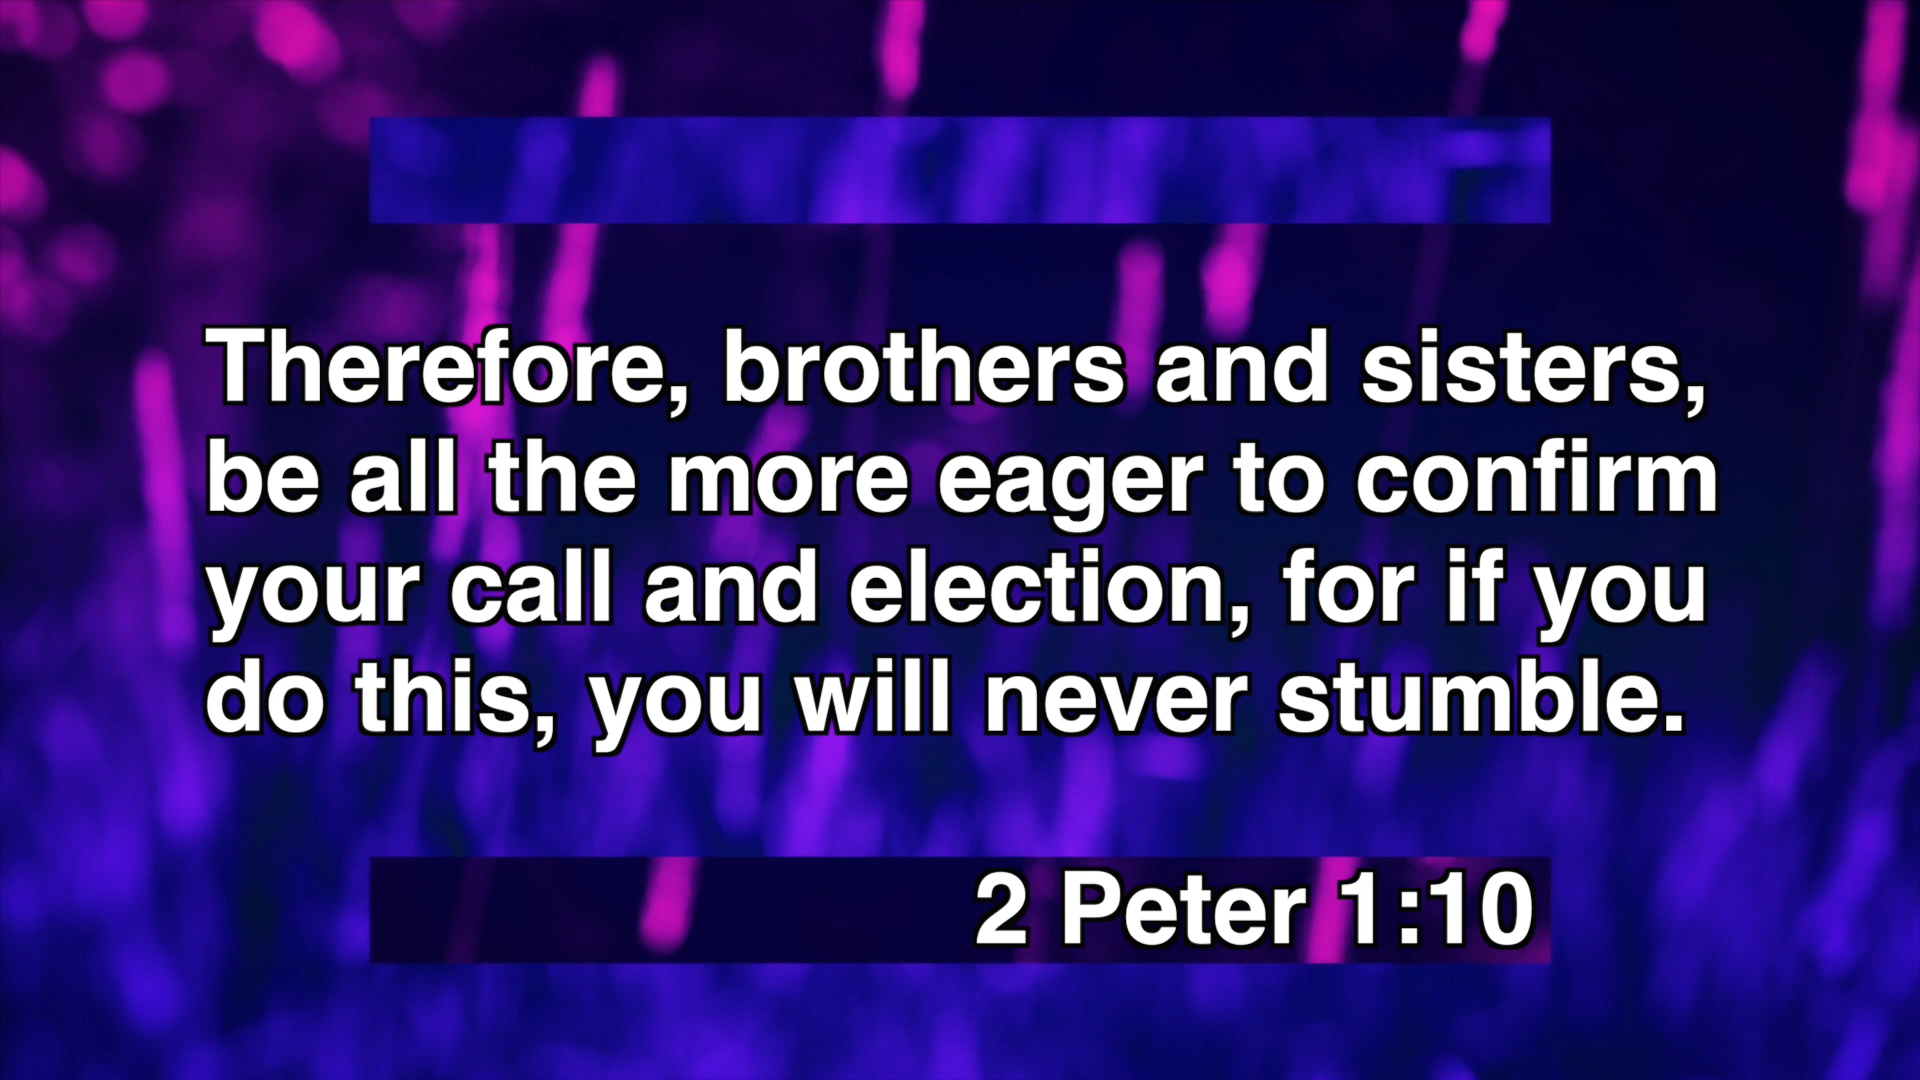 Therefore, brothers and sisters,
be all the more eager to confirm
your call and election, for if you
do this, you will never stumble.
2 Peter 1:10